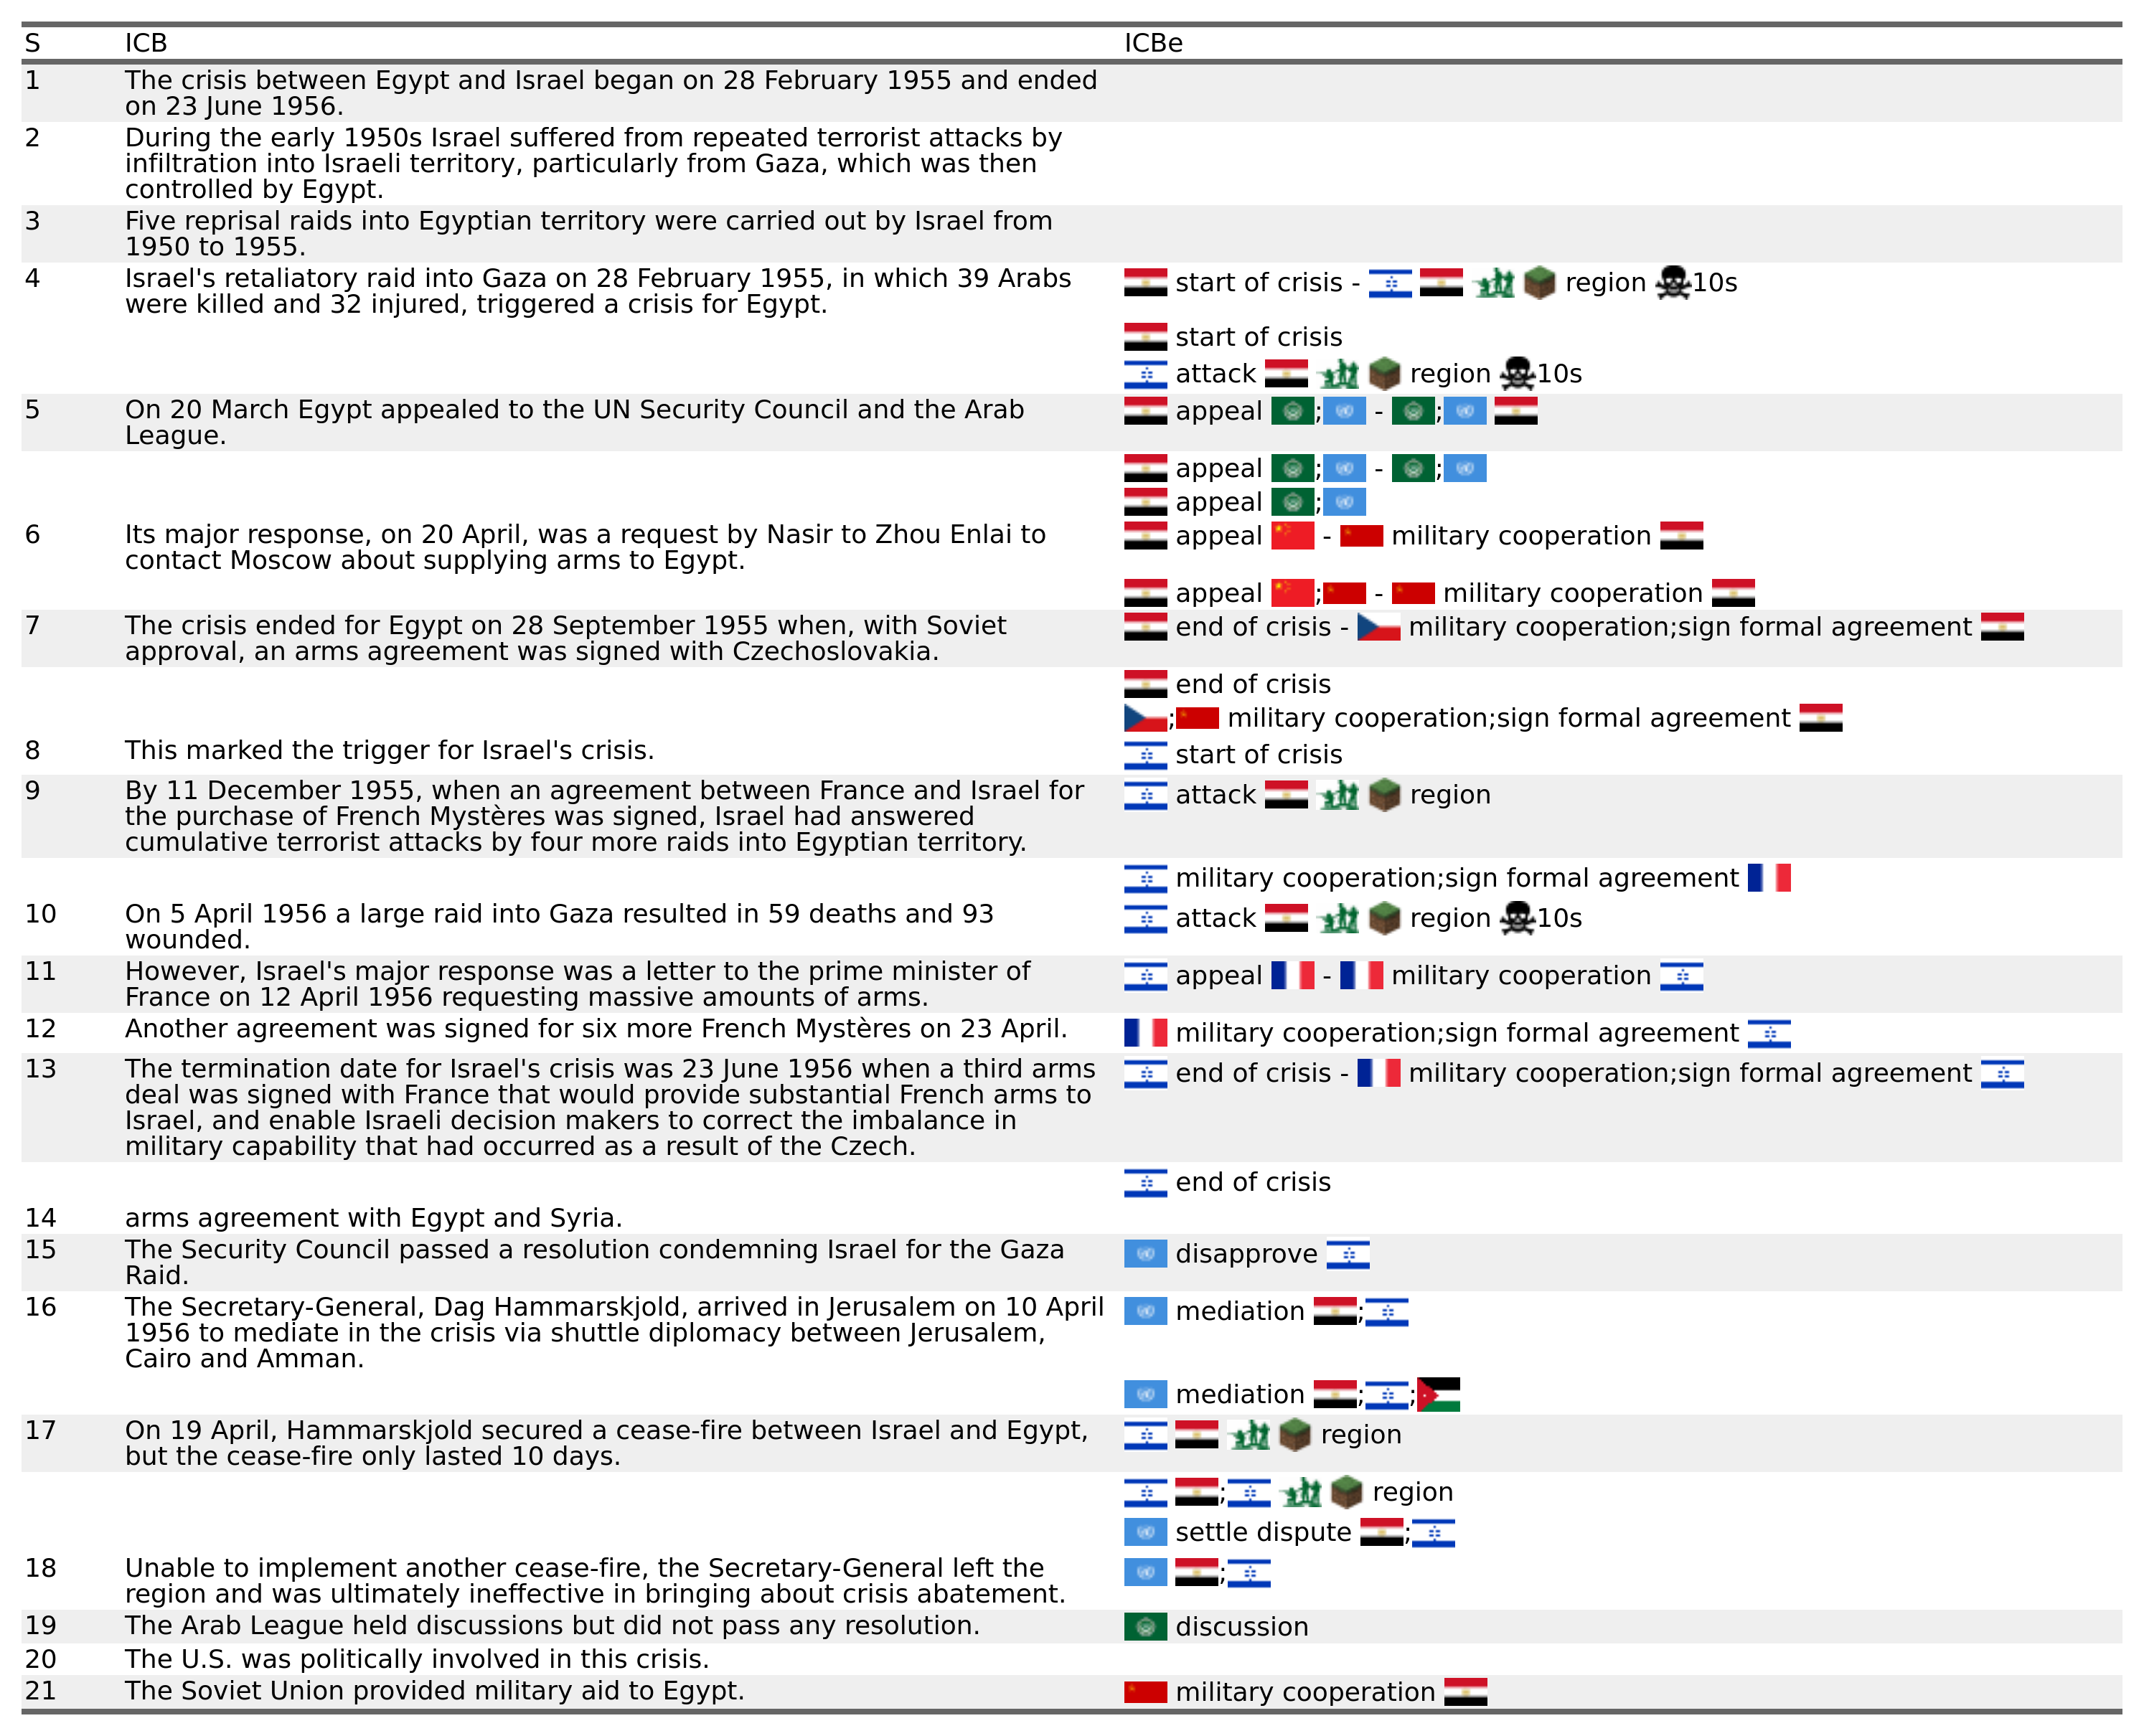 S ICB ICBe
1 The crisis between Egypt and Israel began on 28 February 1955 and ended
on 23 June 1956.
2 During the early 1950s Israel suffered from repeated terrorist attacks by
infiltration into Israeli territory, particularly from Gaza, which was then
controlled by Egypt.
3 Five reprisal raids into Egyptian territory were carried out by Israel from
1950 to 1955.
4 Israel's retaliatory raid into Gaza on 28 February 1955, in which 39 Arabs
were killed and 32 injured, triggered a crisis for Egypt.
start of crisis - region 10s
start of crisis
attack region 10s
5 On 20 March Egypt appealed to the UN Security Council and the Arab
League.
appeal ; - ;
appeal ; - ;
appeal ;
6 Its major response, on 20 April, was a request by Nasir to Zhou Enlai to
contact Moscow about supplying arms to Egypt.
appeal - military cooperation
appeal ; - military cooperation
7 The crisis ended for Egypt on 28 September 1955 when, with Soviet
approval, an arms agreement was signed with Czechoslovakia.
end of crisis - military cooperation;sign formal agreement
end of crisis
; military cooperation;sign formal agreement
8 This marked the trigger for Israel's crisis.
start of crisis
9 By 11 December 1955, when an agreement between France and Israel for
the purchase of French Mystères was signed, Israel had answered
cumulative terrorist attacks by four more raids into Egyptian territory.
attack region
military cooperation;sign formal agreement
10 On 5 April 1956 a large raid into Gaza resulted in 59 deaths and 93
wounded.
attack region 10s
11 However, Israel's major response was a letter to the prime minister of
France on 12 April 1956 requesting massive amounts of arms.
appeal - military cooperation
12 Another agreement was signed for six more French Mystères on 23 April.
military cooperation;sign formal agreement
13 The termination date for Israel's crisis was 23 June 1956 when a third arms
deal was signed with France that would provide substantial French arms to
Israel, and enable Israeli decision makers to correct the imbalance in
military capability that had occurred as a result of the Czech.
end of crisis - military cooperation;sign formal agreement
end of crisis
14 arms agreement with Egypt and Syria.
15 The Security Council passed a resolution condemning Israel for the Gaza
Raid.
disapprove
16 The Secretary-General, Dag Hammarskjold, arrived in Jerusalem on 10 April
1956 to mediate in the crisis via shuttle diplomacy between Jerusalem,
Cairo and Amman.
mediation ;
mediation ; ;
17 On 19 April, Hammarskjold secured a cease-fire between Israel and Egypt,
but the cease-fire only lasted 10 days.
region
; region
settle dispute ;
18 Unable to implement another cease-fire, the Secretary-General left the
region and was ultimately ineffective in bringing about crisis abatement.
;
19 The Arab League held discussions but did not pass any resolution.
discussion
20 The U.S. was politically involved in this crisis.
21 The Soviet Union provided military aid to Egypt.
military cooperation